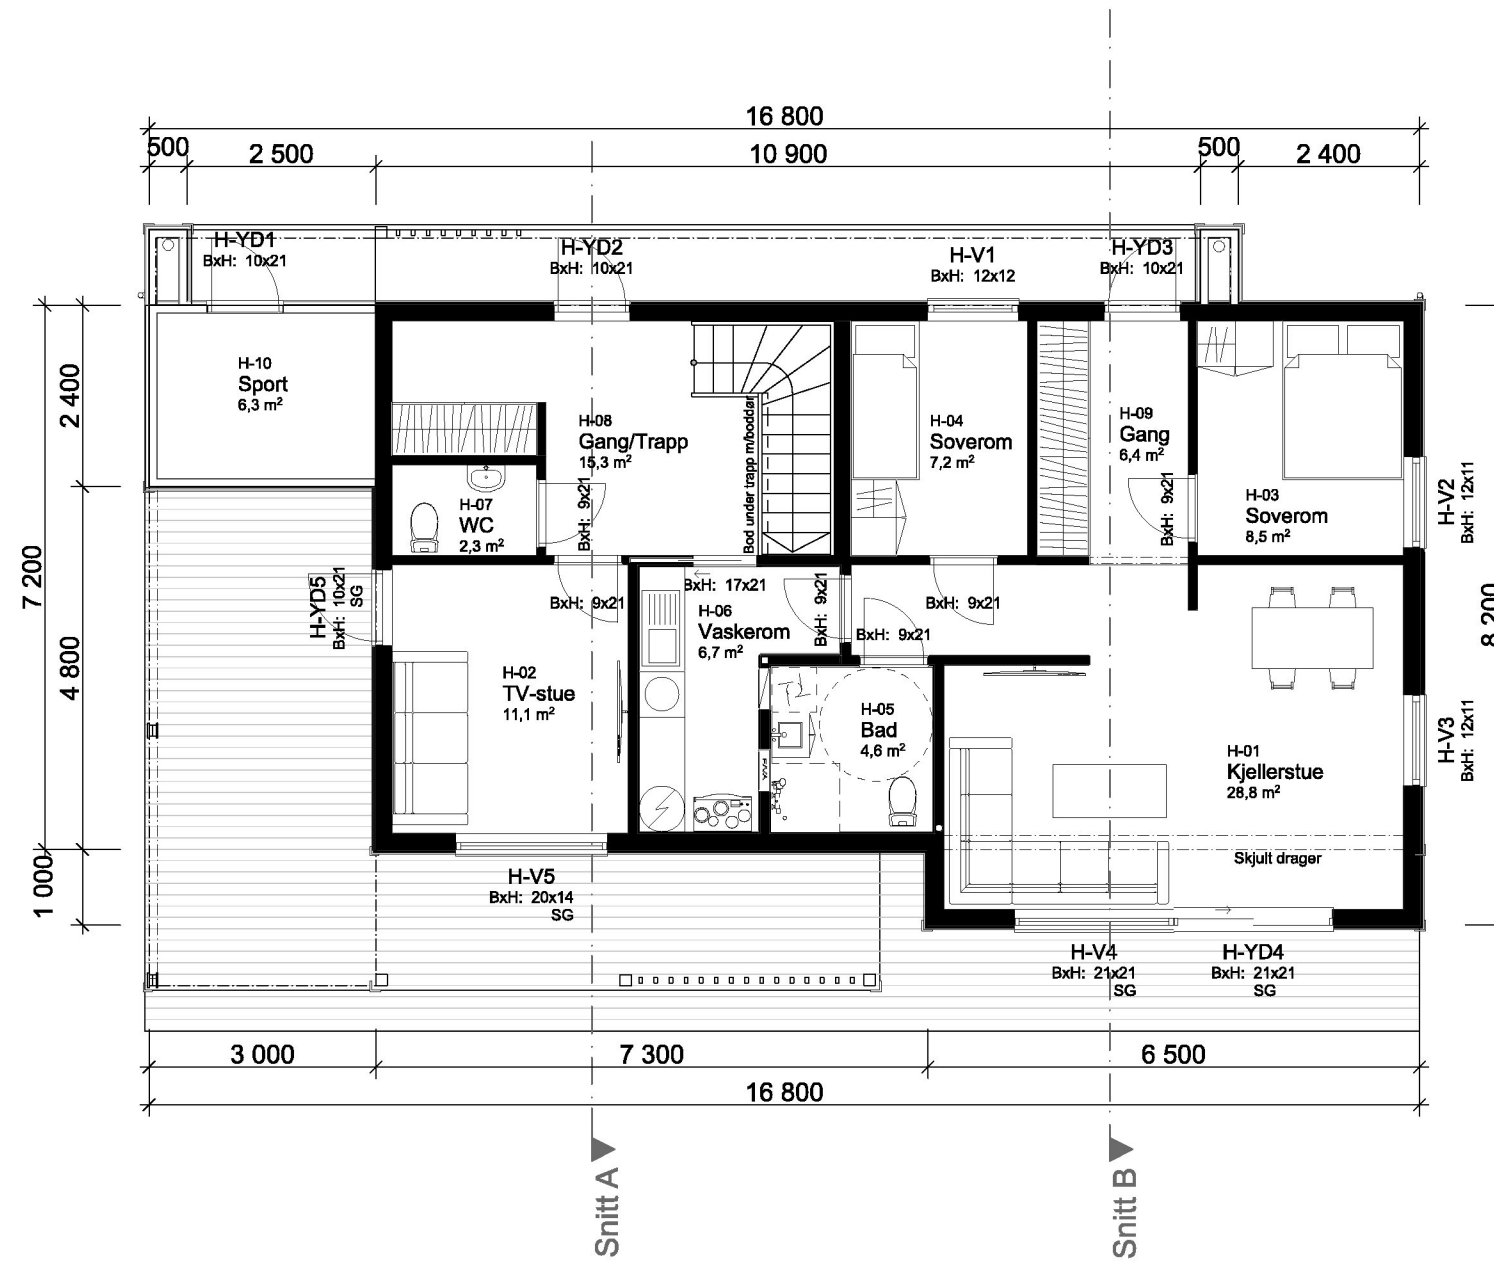 16 800
500
2 500
10 900
500
2 400
H-YD1
BxH: 10x21
H-YD2
BxH: 10x21
H-V1
BxH: 12x12
H-YD3
BxH: 10x21
2 400
7 200
4 800
1 000
8 200
H-10
Sport
6,3 m²
H-08
Gang/Trapp
15,3 m²
Bod under trapp m/boddør
H-04
Soverom
7,2 m²
H-09
Gang
6,4 m²
BxH: 9x21
H-03
Soverom
8,5 m²
H-V2
BxH: 12x11
H-07
WC
2,3 m²
BxH: 9x21
H-YD5
BxH: 10x21
SG
BxH: 9x21
BxH: 17x21
H-06
Vaskerom
6,7 m²
BxH: 9x21
BxH: 9x21
BxH: 9x21
H-02
TV-stue
11,1 m²
H-05
Bad
4,6 m²
H-01
Kjellerstue
28,8 m²
H-V3
BxH: 12x11
Skjult drager
H-V5
BxH: 20x14
SG
H-V4
BxH: 21x21
SG
H-YD4
BxH: 21x21
SG
3 000
7 300
6 500
16 800
Snitt A
Snitt B